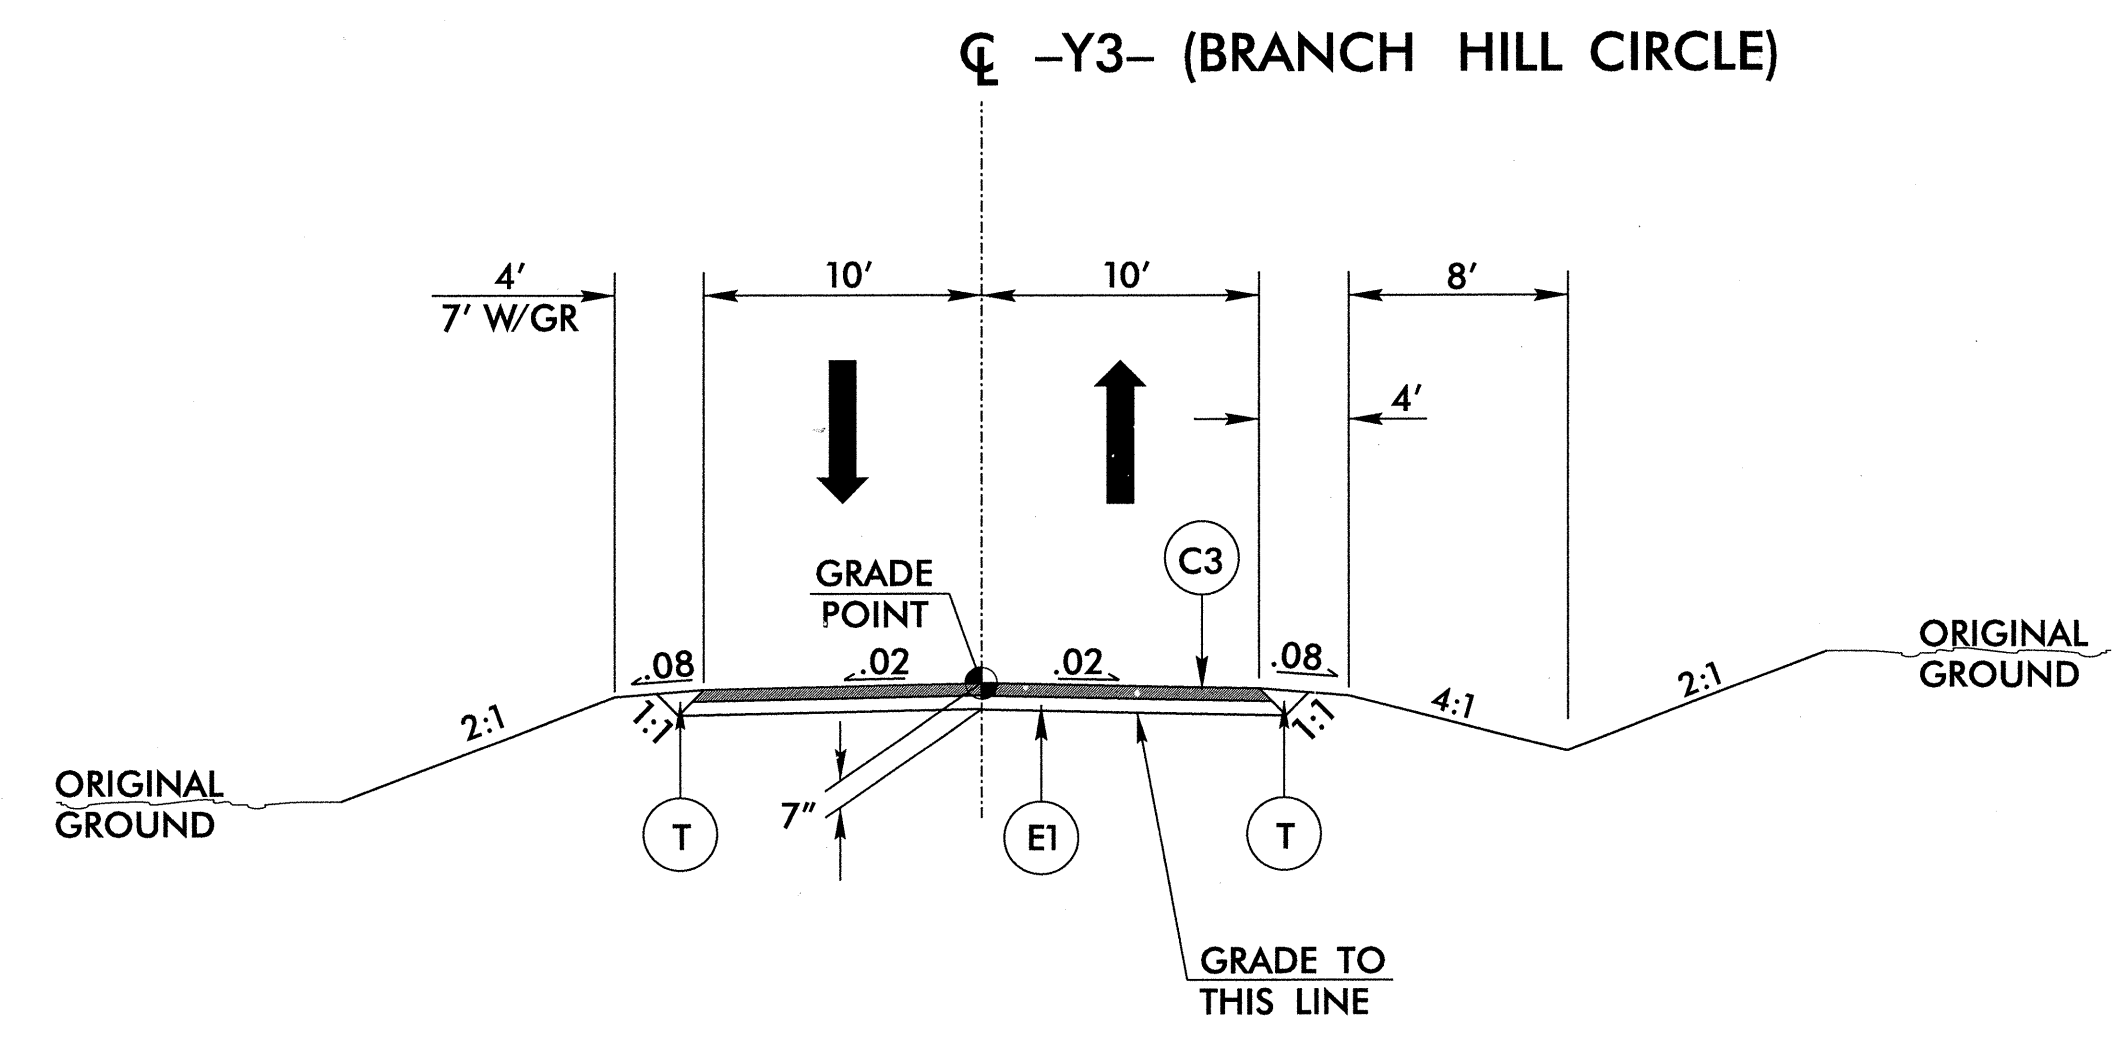 ℄ –Y3– (BRANCH HILL CIRCLE)
4'
7' W/GR
10'
10'
8'
4'
C3
GRADE
POINT
.08
.02
.02
.08
2:1
1:1
1:1
4:1
2:1
ORIGINAL
GROUND
ORIGINAL
GROUND
7"
T
E1
T
GRADE TO
THIS LINE